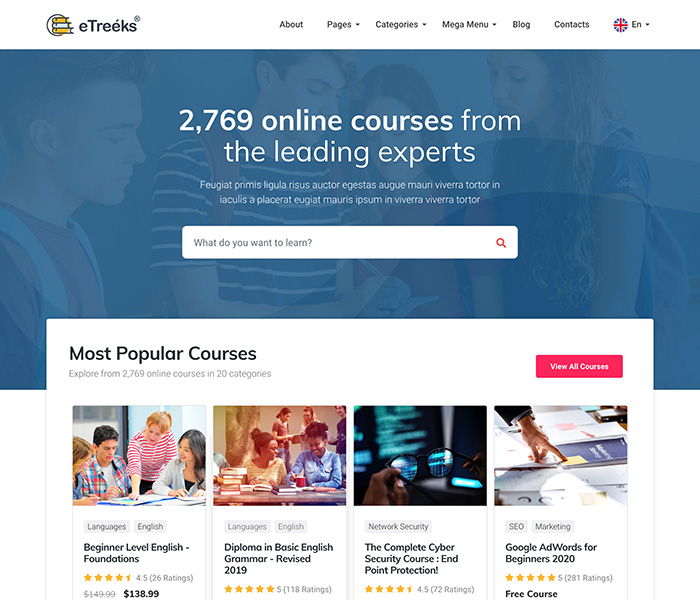 eTreeks®
About Pages Categories Mega Menu Blog Contacts En
2,769 online courses from
the leading experts
Feugiat primis ligula risus auctor egestas augue mauri viverra tortor in
iaculis a placerat eugiat mauris ipsum in viverra viverra tortor
What do you want to learn?
Most Popular Courses
Explore from 2,769 online courses in 20 categories
View All Courses
Languages English
Beginner Level English -
Foundations
4.5 (26 Ratings)
$149.99 $138.99
Languages English
Diploma in Basic English
Grammar - Revised
2019
5 (118 Ratings)
Network Security
The Complete Cyber
Security Course : End
Point Protection!
4.5 (72 Ratings)
SEO Marketing
Google AdWords for
Beginners 2020
5 (281 Ratings)
Free Course